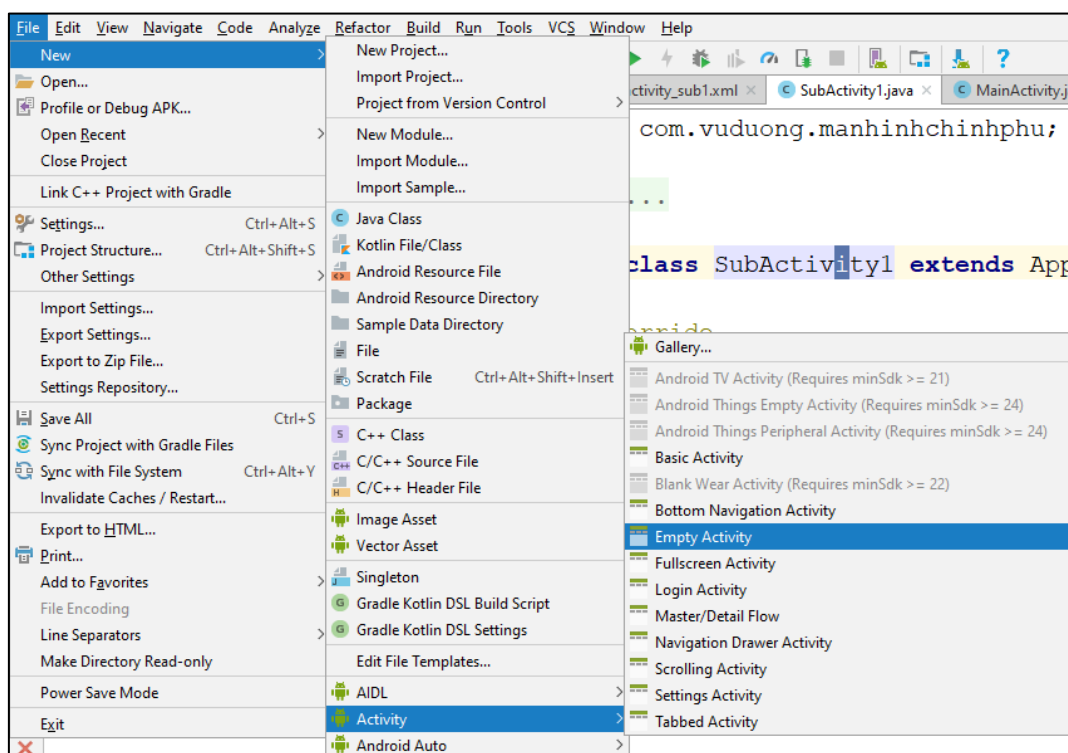 File Edit View Navigate Code Analyze Refactor Build Run Tools VCS Window Help
New
Open...
Profile or Debug APK...
Open Recent
Close Project
Link C++ Project with Gradle
Settings... Ctrl+Alt+S
Project Structure... Ctrl+Alt+Shift+S
Other Settings
Import Settings...
Export Settings...
Export to Zip File...
Settings Repository...
Save All Ctrl+S
Sync Project with Gradle Files
Sync with File System Ctrl+Alt+Y
Invalidate Caches / Restart...
Export to HTML...
Print...
Add to Favorites
File Encoding
Line Separators
Make Directory Read-only
Power Save Mode
Exit
New Project...
Import Project...
Project from Version Control
New Module...
Import Module...
Import Sample...
Java Class
Kotlin File/Class
Android Resource File
Android Resource Directory
Sample Data Directory
File
Scratch File Ctrl+Alt+Shift+Insert
Package
C++ Class
C/C++ Source File
C/C++ Header File
Image Asset
Vector Asset
Singleton
Gradle Kotlin DSL Build Script
Gradle Kotlin DSL Settings
Edit File Templates...
AIDL
Activity
Android Auto
ctivity_sub1.xml SubActivity1.java MainActivity.j
com.vuduong.manhinhchinhphu;
...
class SubActivity1 extends App
Gallery...
Android TV Activity (Requires minSdk >= 21)
Android Things Empty Activity (Requires minSdk >= 24)
Android Things Peripheral Activity (Requires minSdk >= 24)
Basic Activity
Blank Wear Activity (Requires minSdk >= 22)
Bottom Navigation Activity
Empty Activity
Fullscreen Activity
Login Activity
Master/Detail Flow
Navigation Drawer Activity
Scrolling Activity
Settings Activity
Tabbed Activity